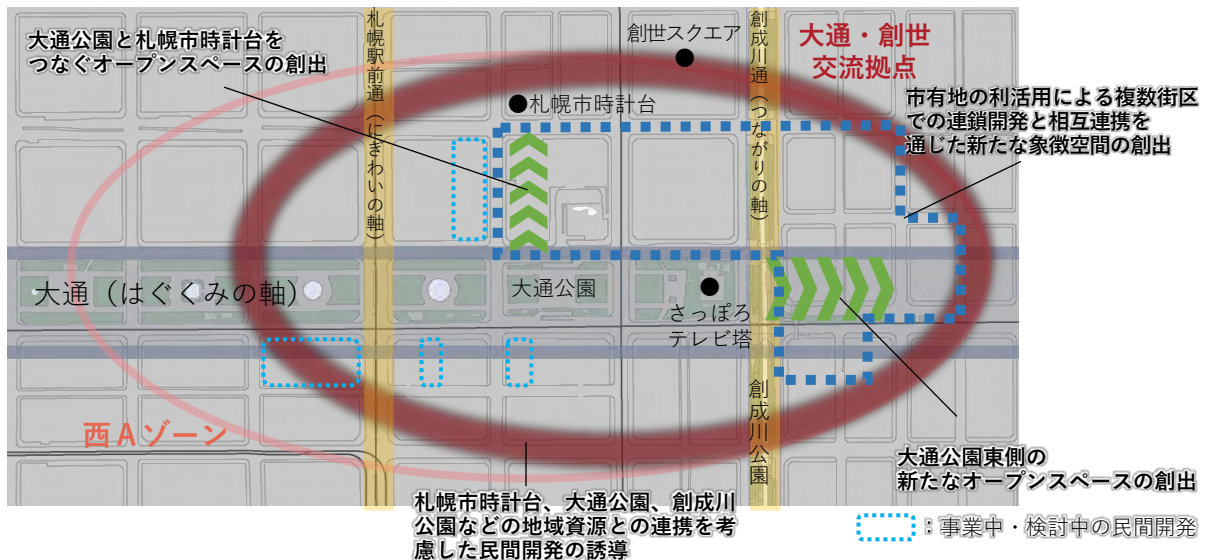 大通公園と札幌市時計台を
つなぐオープンスペースの創出
札幌駅前通（にぎわいの軸）
創世スクエア
創成川通（つながりの軸）
大通・創世
交流拠点
札幌市時計台
市有地の利活用による複数街区
での連鎖開発と相互連携を
通じた新たな象徴空間の創出
大通（はぐくみの軸）
大通公園
さっぽろ
テレビ塔
創成川公園
西Aゾーン
大通公園東側の
新たなオープンスペースの創出
札幌市時計台、大通公園、創成川
公園などの地域資源との連携を考
慮した民間開発の誘導
：事業中・検討中の民間開発